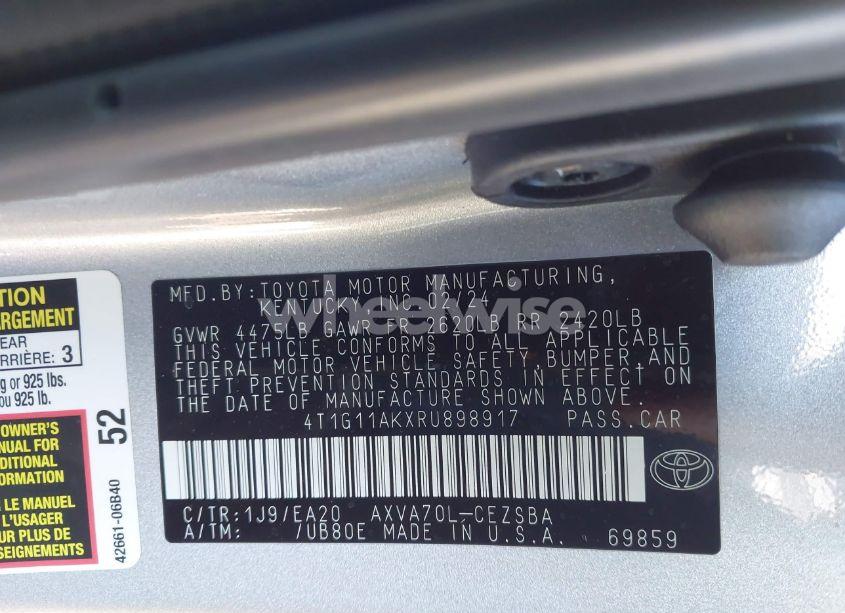 TION
ARGEMENT
EAR
RRIÈRE: 3
g or 925 lbs.
ou 925 lb.
OWNER'S
NUAL FOR
DITIONAL
ORMATION
R LE MANUEL
L'USAGER
UR PLUS DE
EIGNEMENTS
52
42661-06B40
MFD.BY:TOYOTA MOTOR MANUFACTURING,
KENTUCKY, INC 02/24
GVWR 4475LB GAWR FR 2620LB RR 2420LB
THIS VEHICLE CONFORMS TO ALL APPLICABLE
FEDERAL MOTOR VEHICLE SAFETY,BUMPER,AND
THEFT PREVENTION STANDARDS IN EFFECT ON
THE DATE OF MANUFACTURE SHOWN ABOVE.
4T1G11AKXRU898917 PASS.CAR
C/TR:1J9/EA20 AXVA70L-CEZSBA
A/TM: /UB80E MADE IN U.S.A. 69859
wheelwise